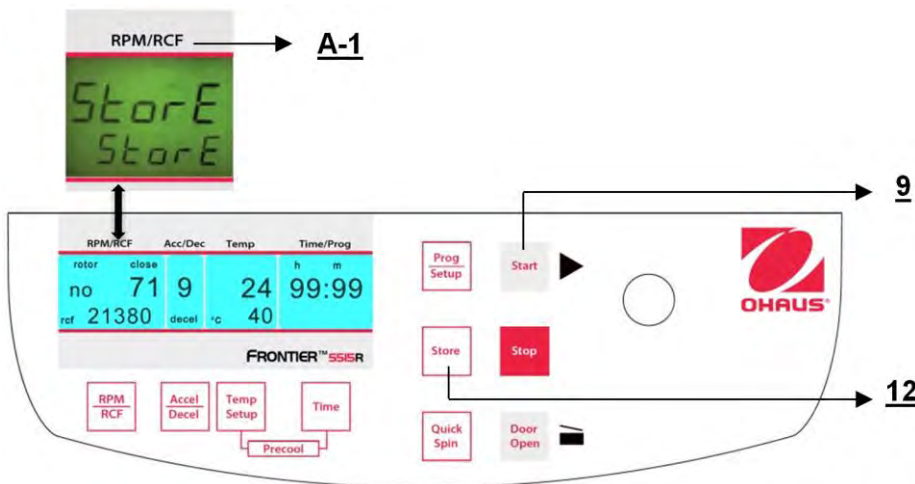 RPM/RCF
A-1
StorE
StorE
9
RPM/RCF Acc/Dec Temp Time/Prog
rotor close h m
no 71 9 24 99:99
rcf 21380 decel °C 40
FRONTIER™ 5515R
Prog
Setup
Start
OHAUS®
Store
Stop
12
RPM
RCF
Accel
Decel
Temp
Setup
Time
Precool
Quick
Spin
Door
Open